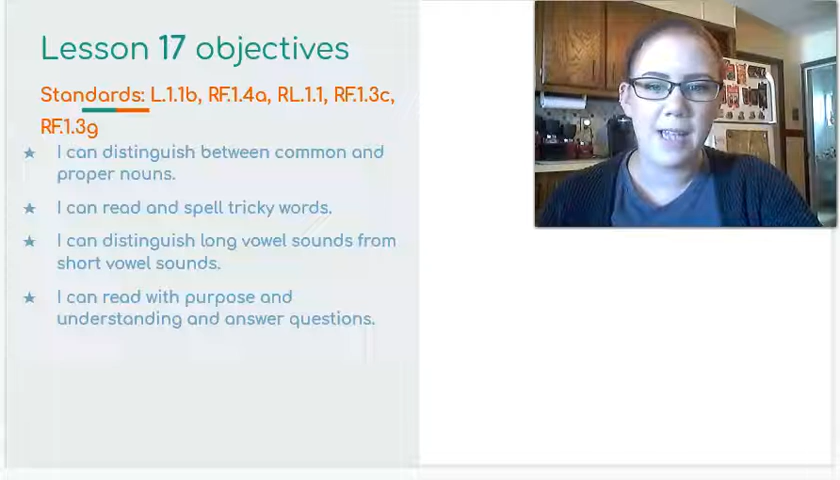 Lesson 17 objectives
Standards: L.1.1b, RF.1.4a, RL.1.1, RF.1.3c,
RF.1.3g
★ I can distinguish between common and
proper nouns.
★ I can read and spell tricky words.
★ I can distinguish long vowel sounds from
short vowel sounds.
★ I can read with purpose and
understanding and answer questions.